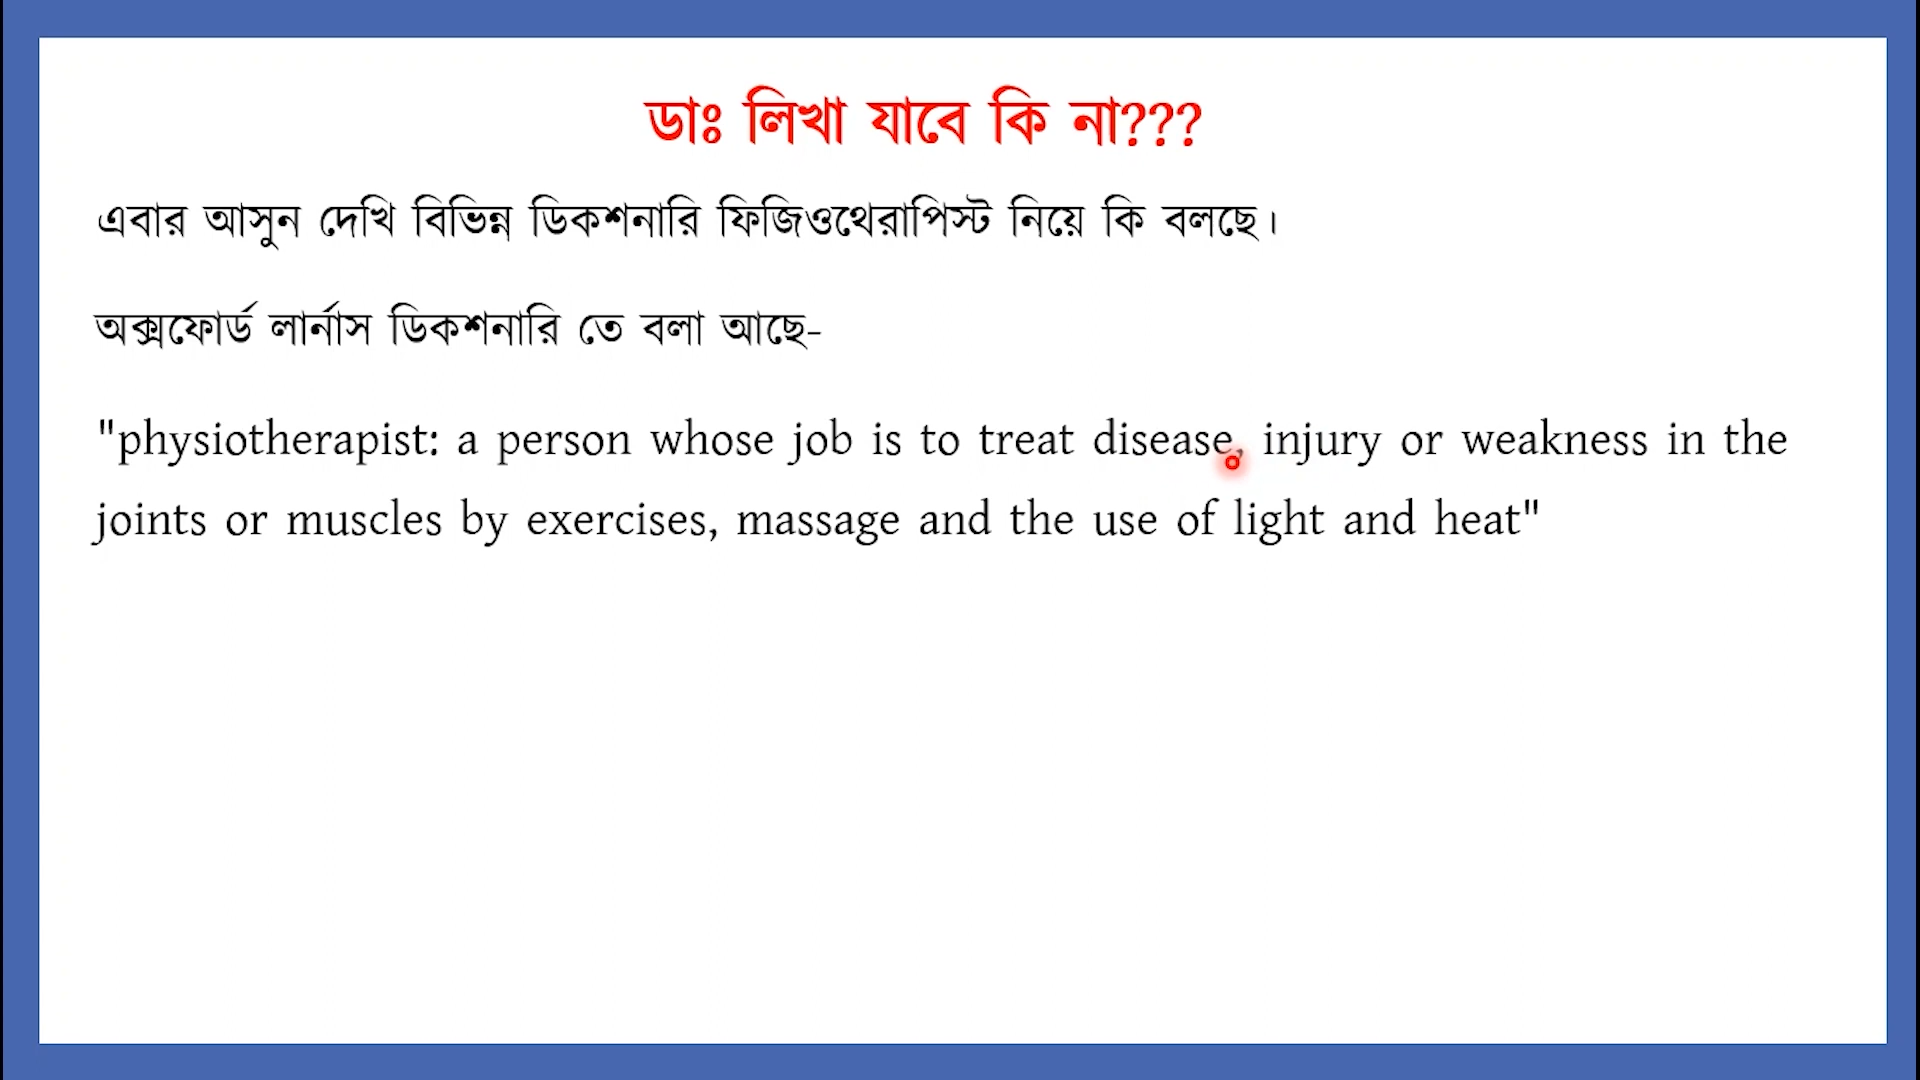 ডাঃ লিখা যাবে কি না???
এবার আসুন দেখি বিভিন্ন ডিকশনারি ফিজিওথেরাপিস্ট নিয়ে কি বলছে।
অক্সফোর্ড লার্নাস ডিকশনারি তে বলা আছে-
"physiotherapist: a person whose job is to treat disease, injury or weakness in the
joints or muscles by exercises, massage and the use of light and heat"